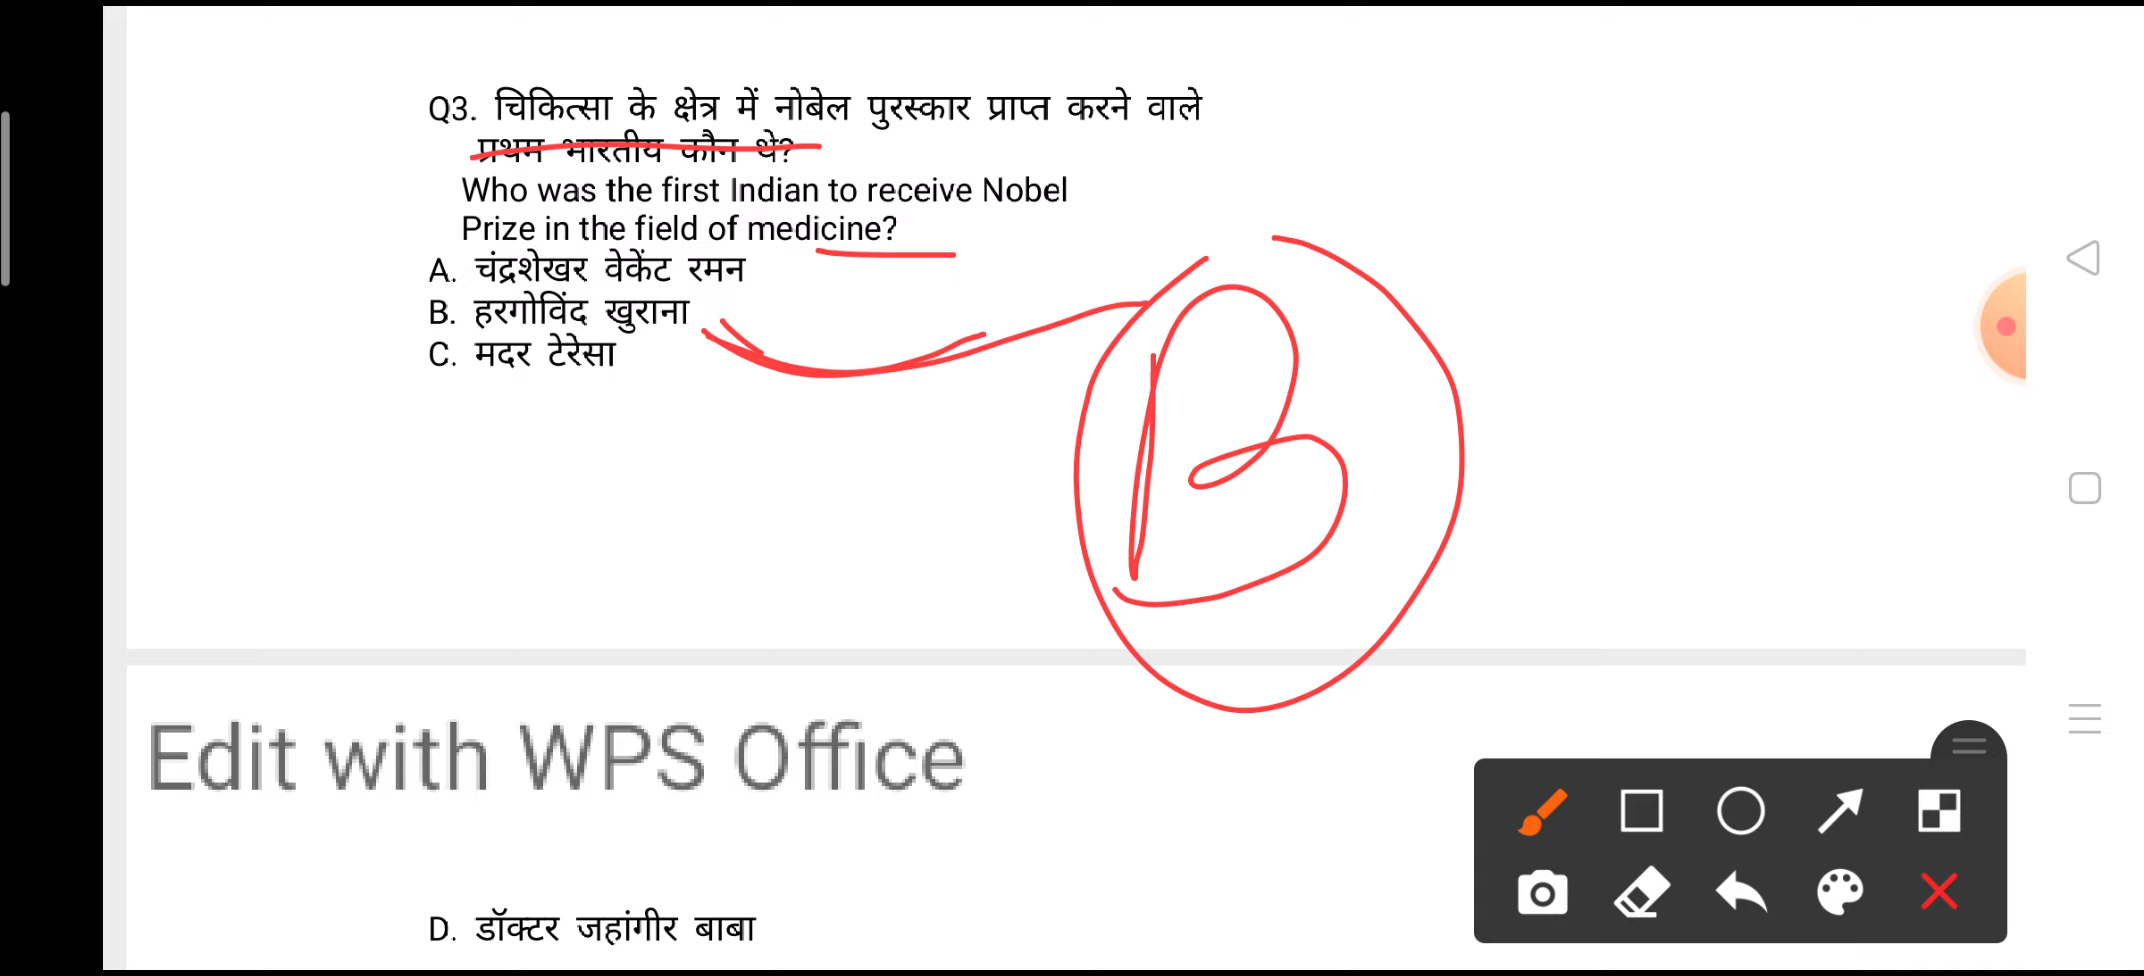 Q3. चिकित्सा के क्षेत्र में नोबेल पुरस्कार प्राप्त करने वाले
प्रथम भारतीय कौन थे?
Who was the first Indian to receive Nobel
Prize in the field of medicine?
A. चंद्रशेखर वेकेंट रमन
B. हरगोविंद खुराना
C. मदर टेरेसा
B
Edit with WPS Office
D. डॉक्टर जहांगीर बाबा